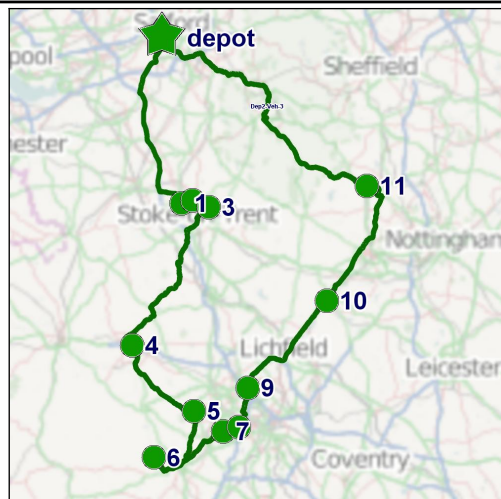 Salford
depot
pool
Sheffield
Dep2 Veh-3
ester
11
1
3
Stoke Trent
Nottingham
10
4
Lichfield
Leicester
9
5
7
6
Coventry